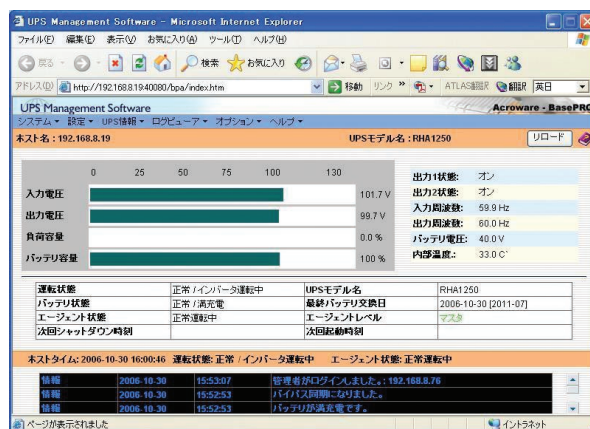 UPS Management Software - Microsoft Internet Explorer
ファイル(F) 編集(E) 表示(V) お気に入り(A) ツール(T) ヘルプ(H)
戻る 検索 お気に入り
アドレス(D) http://192.168.8.19:40080/bpa/index.htm 移動 リンク » ATLAS翻訳 翻訳 英日
UPS Management Software Acroware - BasePRO
システム 設定 UPS情報 ログビューア オプション ヘルプ
ホスト名 : 192.168.8.19 UPSモデル名 : RHA1250 リロード
0 25 50 75 100 130
入力電圧 101.7 V
出力電圧 99.7 V
負荷容量 0.0 %
バッテリ容量 100 %
出力1状態: オン
出力2状態: オン
入力周波数: 59.9 Hz
出力周波数: 60.0 Hz
バッテリ電圧: 40.0 V
内部温度.: 33.0 C゜
運転状態 正常 / インバータ運転中 UPSモデル名 RHA1250
バッテリ状態 正常 / 満充電 最終バッテリ交換日 2006-10-30 [2011-07]
エージェント状態 正常運転中 エージェントレベル マスタ
次回シャットダウン時刻 次回起動時刻
ホストタイム: 2006-10-30 16:00:46 運転状態: 正常 / インバータ運転中 エージェント状態: 正常運転中
情報 2006-10-30 15:53:07 管理者がログインしました。: 192.168.8.76
情報 2006-10-30 15:52:53 バイパス同期になりました。
情報 2006-10-30 15:52:53 バッテリが満充電です。
ページが表示されました イントラネット